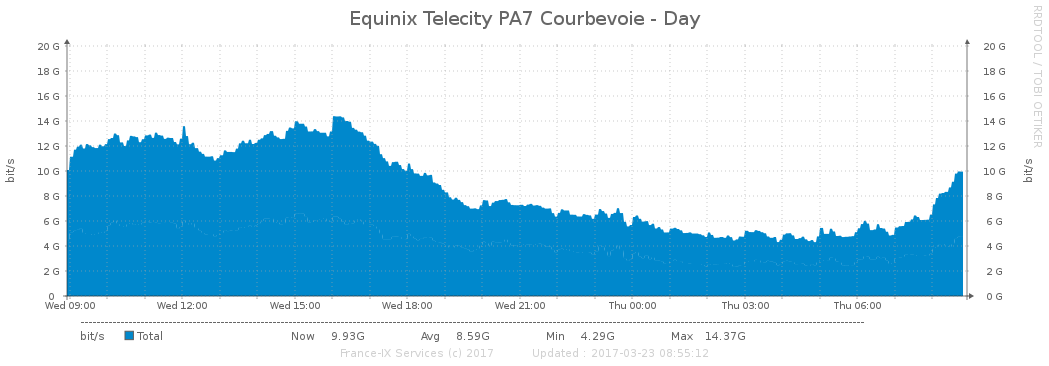 Equinix Telecity PA7 Courbevoie - Day
RRDTOOL / TOBI OETIKER
20 G 20 G
18 G 18 G
16 G 16 G
14 G 14 G
12 G 12 G
10 G 10 G
8 G 8 G
6 G 6 G
4 G 4 G
2 G 2 G
0 0 G
bit/s bit/s
Wed 09:00 Wed 12:00 Wed 15:00 Wed 18:00 Wed 21:00 Thu 00:00 Thu 03:00 Thu 06:00
bit/s Total Now 9.93G Avg 8.59G Min 4.29G Max 14.37G
France-IX Services (c) 2017 Updated : 2017-03-23 08:55:12